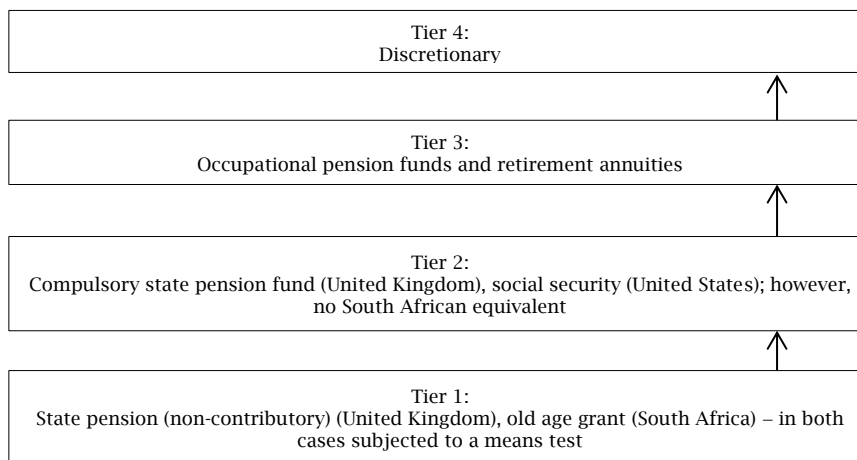 Tier 4:
Discretionary
Tier 3:
Occupational pension funds and retirement annuities
Tier 2:
Compulsory state pension fund (United Kingdom), social security (United States); however,
no South African equivalent
Tier 1:
State pension (non-contributory) (United Kingdom), old age grant (South Africa) – in both
cases subjected to a means test